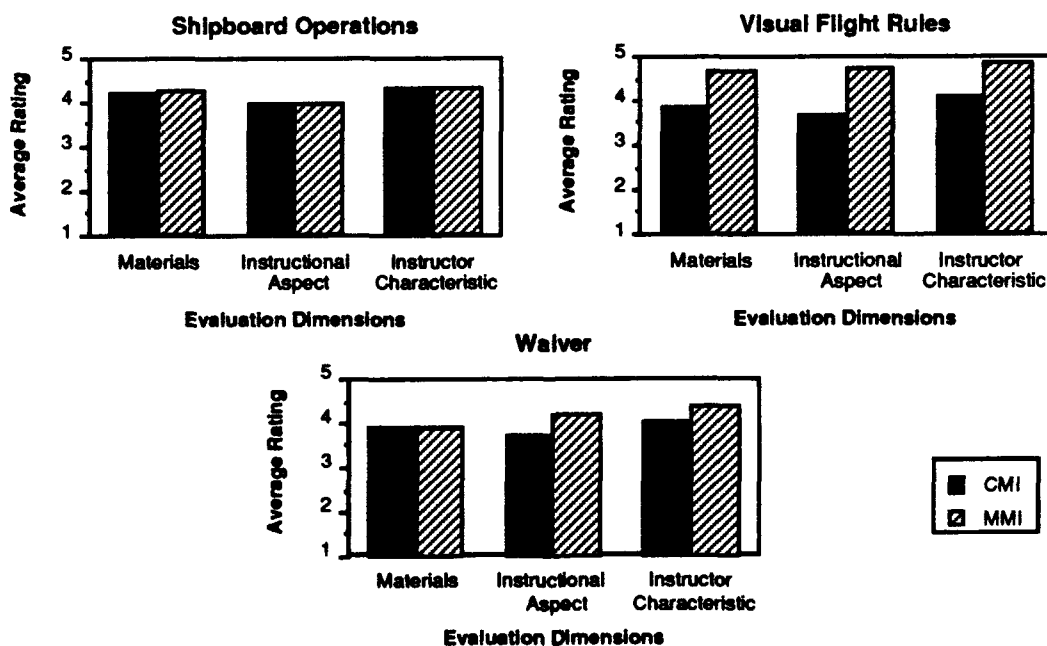 Shipboard Operations
Average Rating
5
4
3
2
1
Materials
Instructional
Aspect
Instructor
Characteristic
Evaluation Dimensions
Visual Flight Rules
Average Rating
5
4
3
2
1
Materials
Instructional
Aspect
Instructor
Characteristic
Evaluation Dimensions
Waiver
Average Rating
5
4
3
2
1
Materials
Instructional
Aspect
Instructor
Characteristic
Evaluation Dimensions
CMI
MMI